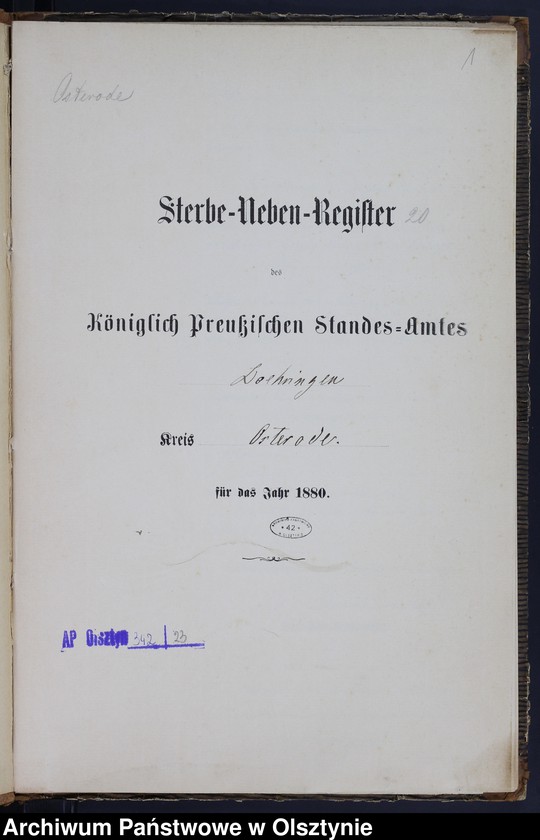 1
Osterode
Sterbe-Neben-Register 20
des
Königlich Preußischen Standes-Amtes
Doehringen
Kreis Osterode.
für das Jahr 1880.
* 42 *
AP Olsztyn 342 / 23
Archiwum Państwowe w Olsztynie